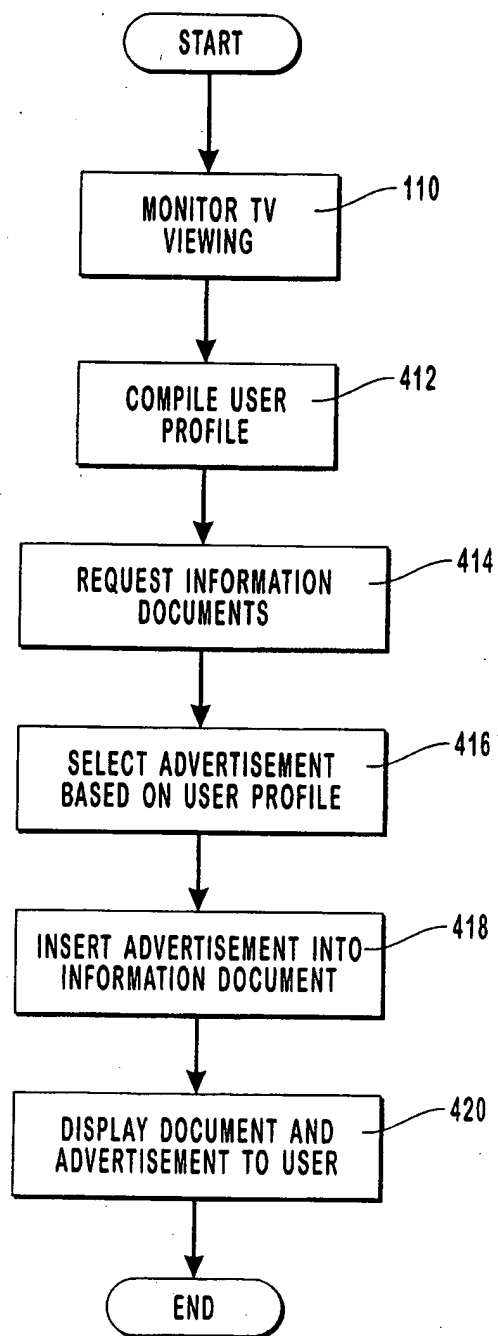 START
MONITOR TV
VIEWING
110
COMPILE USER
PROFILE
412
REQUEST INFORMATION
DOCUMENTS
414
SELECT ADVERTISEMENT
BASED ON USER PROFILE
416
INSERT ADVERTISEMENT INTO
INFORMATION DOCUMENT
418
DISPLAY DOCUMENT AND
ADVERTISEMENT TO USER
420
END